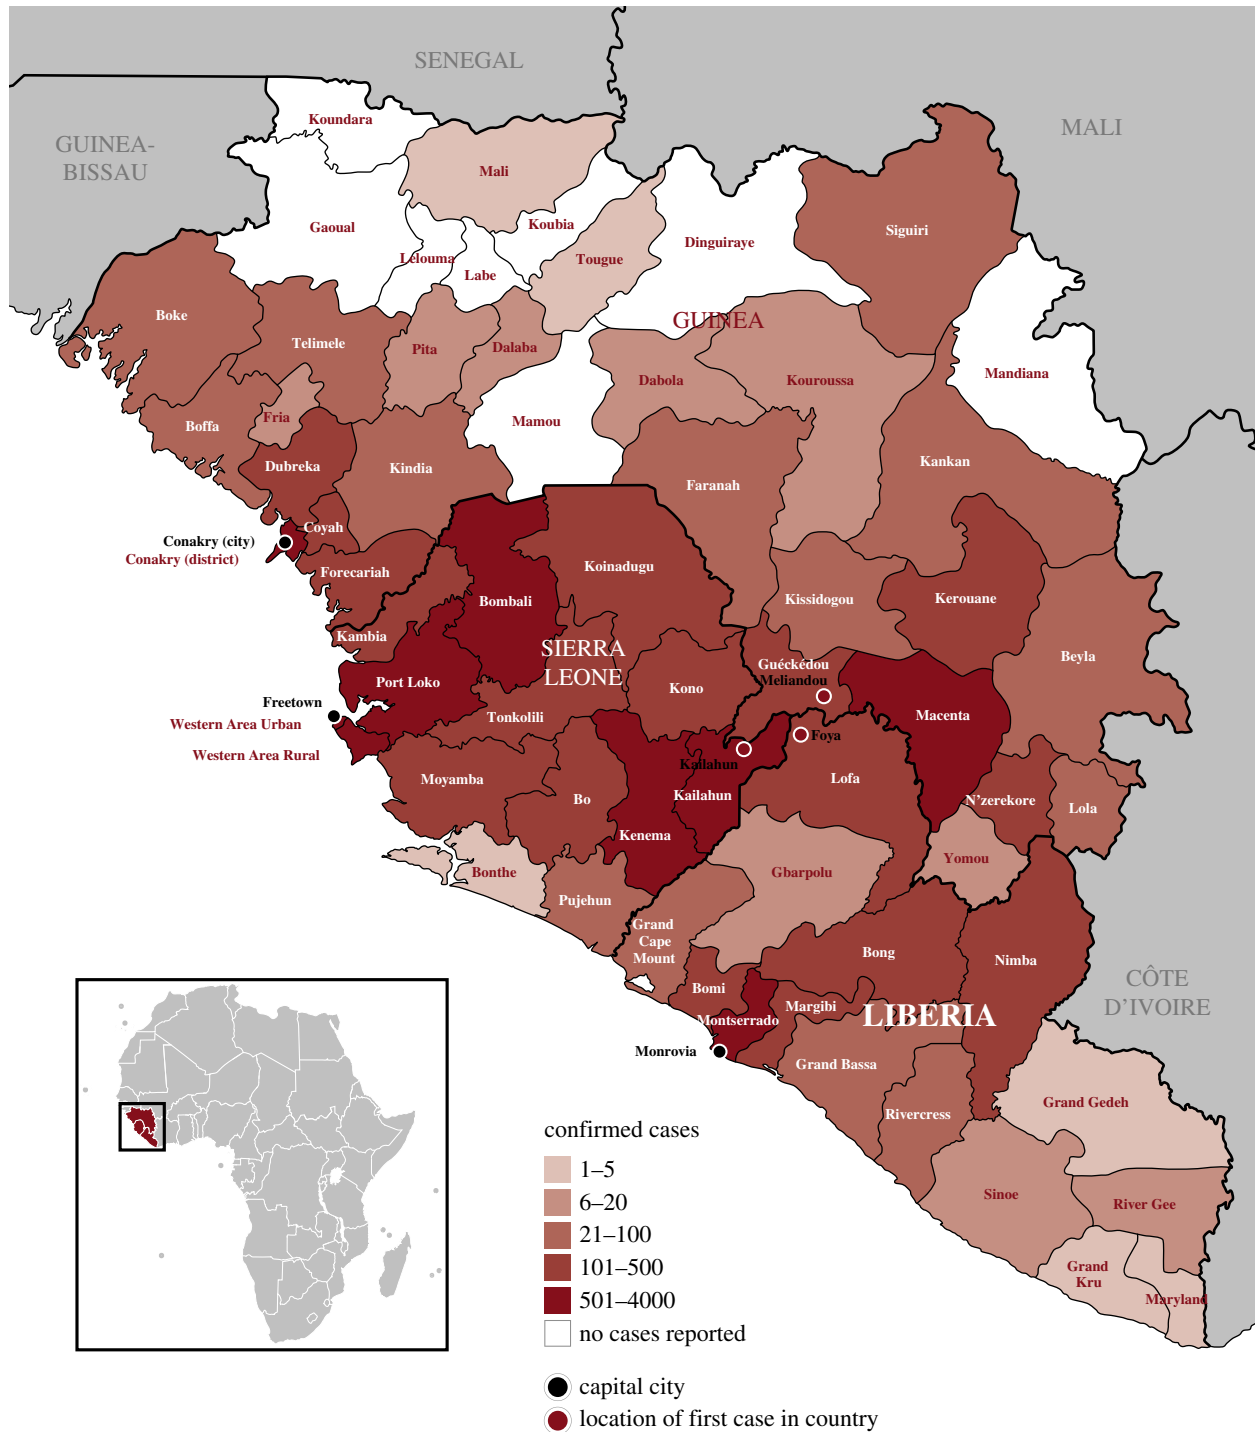 SENEGAL
MALI
GUINEA-
BISSAU
Koundara
Mali
Gaoual
Koubia
Lelouma
Labe
Tougue
Dinguiraye
Siguiri
Boke
Telimele
Pita
Dalaba
GUINEA
Dabola
Kouroussa
Mandiana
Boffa
Fria
Mamou
Dubreka
Kindia
Faranah
Kankan
Coyah
Conakry (city)
Conakry (district)
Forecariah
Koinadugu
Bombali
Kissidogou
Kerouane
Kambia
SIERRA
LEONE
Guéckédou
Meliandou
Beyla
Port Loko
Kono
Freetown
Western Area Urban
Western Area Rural
Tonkolili
Macenta
Foya
Kailahun
Moyamba
Bo
Kailahun
Lofa
N'zerekore
Lola
Kenema
Bonthe
Gbarpolu
Yomou
Pujehun
Grand
Cape
Mount
Bong
Nimba
CÔTE
D'IVOIRE
Bomi
Margibi
Montserrado
LIBERIA
Monrovia
Grand Bassa
Rivercress
Grand Gedeh
Sinoe
River Gee
Grand
Kru
Maryland
confirmed cases
1–5
6–20
21–100
101–500
501–4000
no cases reported
capital city
location of first case in country